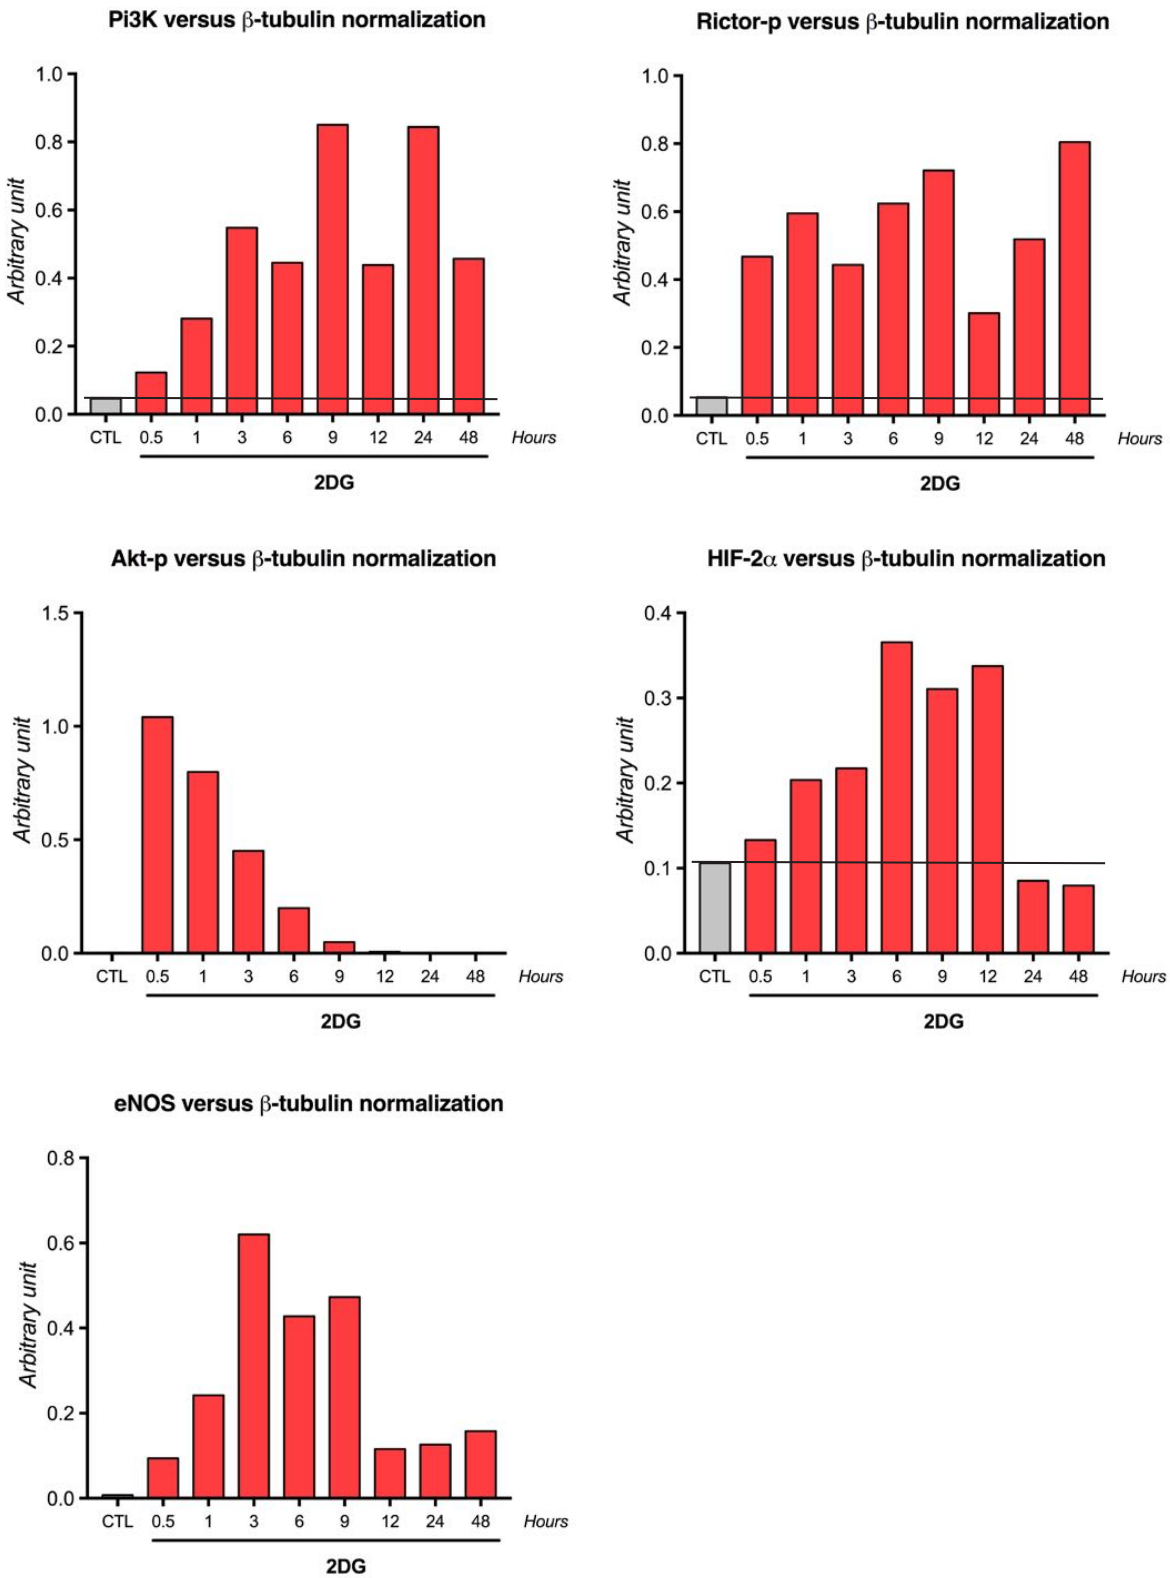 Pi3K versus β-tubulin normalization
Arbitrary unit
1.0
0.8
0.6
0.4
0.2
0.0
CTL 0.5 1 3 6 9 12 24 48 Hours
2DG
Rictor-p versus β-tubulin normalization
Arbitrary unit
1.0
0.8
0.6
0.4
0.2
0.0
CTL 0.5 1 3 6 9 12 24 48 Hours
2DG
Akt-p versus β-tubulin normalization
Arbitrary unit
1.5
1.0
0.5
0.0
CTL 0.5 1 3 6 9 12 24 48 Hours
2DG
HIF-2α versus β-tubulin normalization
Arbitrary unit
0.4
0.3
0.2
0.1
0.0
CTL 0.5 1 3 6 9 12 24 48 Hours
2DG
eNOS versus β-tubulin normalization
Arbitrary unit
0.8
0.6
0.4
0.2
0.0
CTL 0.5 1 3 6 9 12 24 48 Hours
2DG